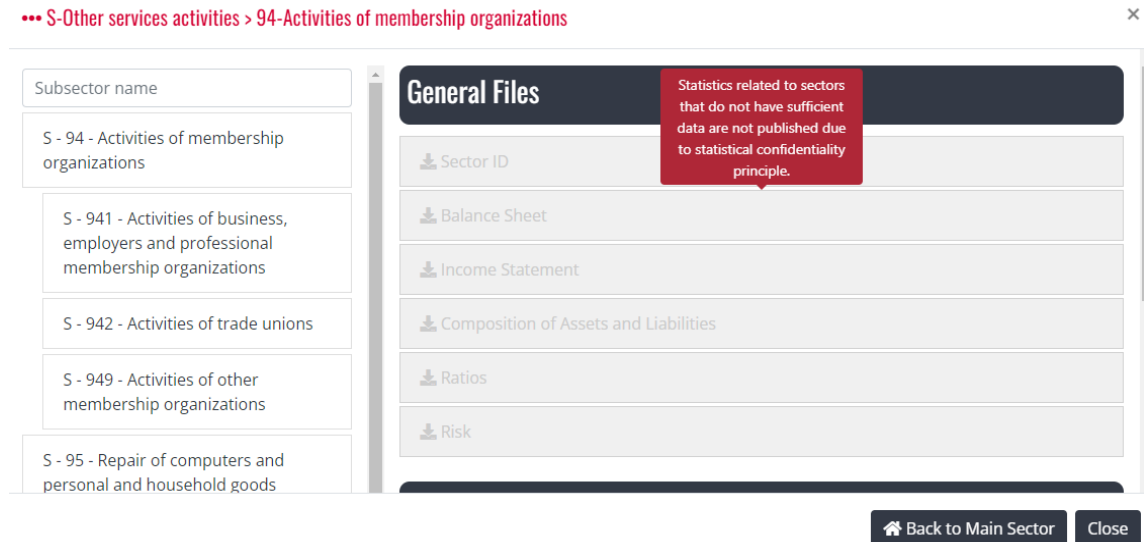 ••• S-Other services activities > 94-Activities of membership organizations
×
Subsector name
S - 94 - Activities of membership
organizations
S - 941 - Activities of business,
employers and professional
membership organizations
S - 942 - Activities of trade unions
S - 949 - Activities of other
membership organizations
S - 95 - Repair of computers and
personal and household goods
General Files
Statistics related to sectors
that do not have sufficient
data are not published due
to statistical confidentiality
principle.
Sector ID
Balance Sheet
Income Statement
Composition of Assets and Liabilities
Ratios
Risk
Back to Main Sector
Close